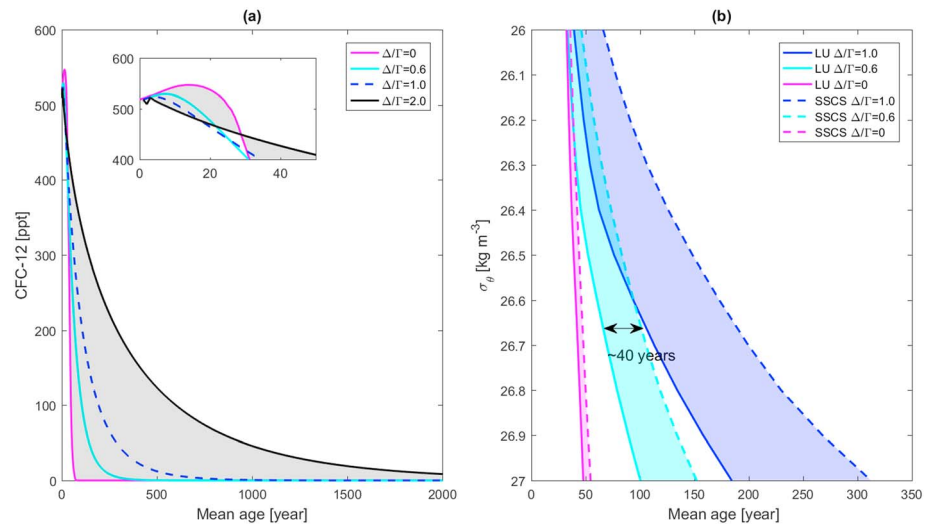 (a)
CFC-12 [ppt]
600
500
400
300
200
100
0
0
500
1000
1500
2000
Mean age [year]
600
500
400
0
20
40
Δ/Γ=0
Δ/Γ=0.6
Δ/Γ=1.0
Δ/Γ=2.0
(b)
σθ [kg m-3]
26
26.1
26.2
26.3
26.4
26.5
26.6
26.7
26.8
26.9
27
0
50
100
150
200
250
300
350
Mean age [year]
~40 years
LU Δ/Γ=1.0
LU Δ/Γ=0.6
LU Δ/Γ=0
SSCS Δ/Γ=1.0
SSCS Δ/Γ=0.6
SSCS Δ/Γ=0